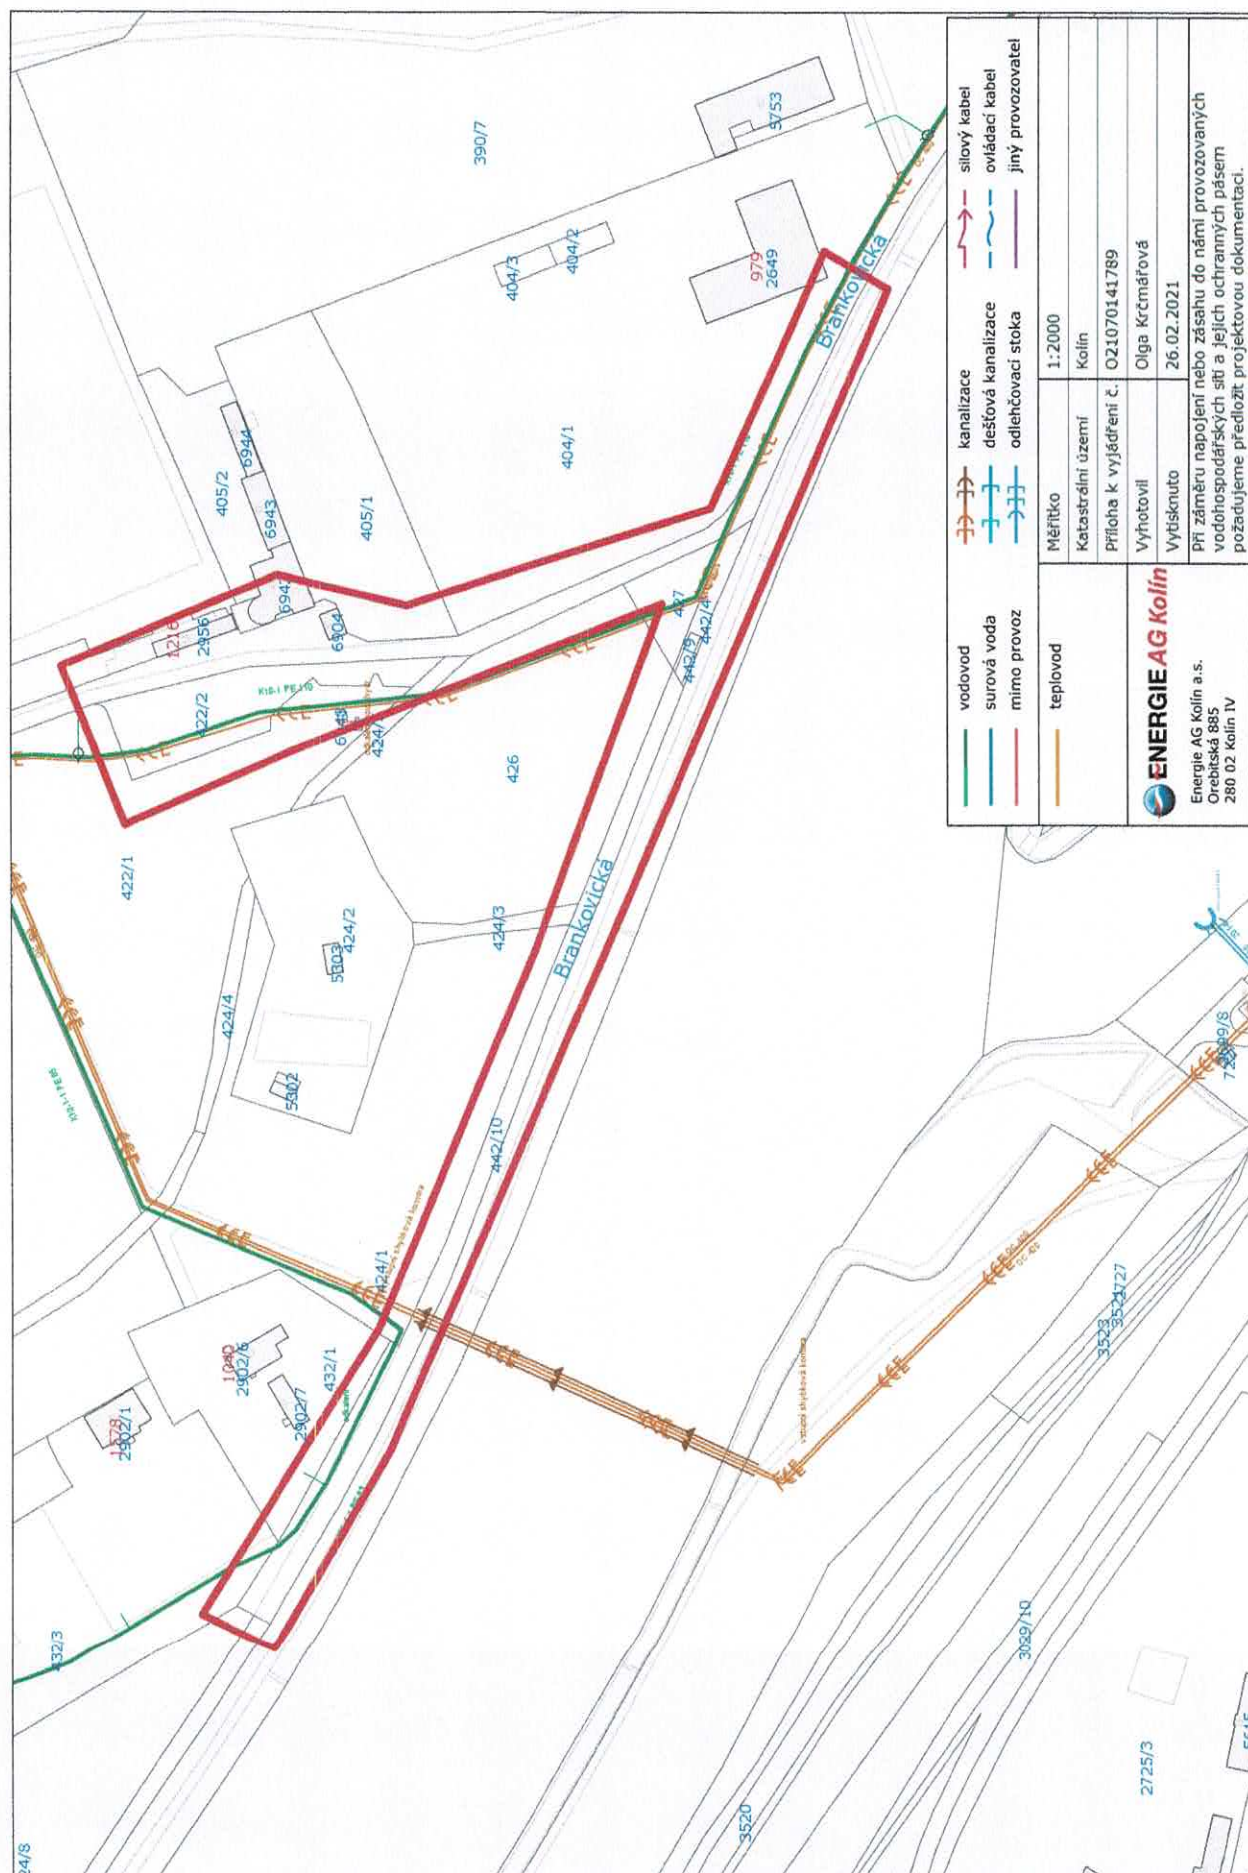 vodovod
surová voda
mimo provoz
kanalizace
dešťová kanalizace
odlehčovací stoka
silový kabel
ovládací kabel
jiný provozovatel
teplovod
Měřítko 1:2000
Katastrální území Kolín
Příloha k vyjádření č. O21070141789
Vyhotovil Olga Krčmářová
Vytisknuto 26.02.2021
Při záměru napojení nebo zásahu do námi provozovaných
vodohospodářských sítí a jejich ochranných pásem
požadujeme předložit projektovou dokumentaci.
ENERGIE AG Kolín
Energie AG Kolín a.s.
Orebitská 885
280 02 Kolín IV
390/7
5753
404/3
404/2
979
2649
Brankovická
404/1
405/2
6944
6943
405/1
6942
1216
2956
6904
422/2
427
442/4
442/9
426
422/1
424/2
5303
424/3
Brankovická
424/4
5302
442/10
424/1
432/1
1040
2902/6
2902/7
2902/1
432/3
24/8
vstupní shybková komora
3523
3029/10
3520
2725/3